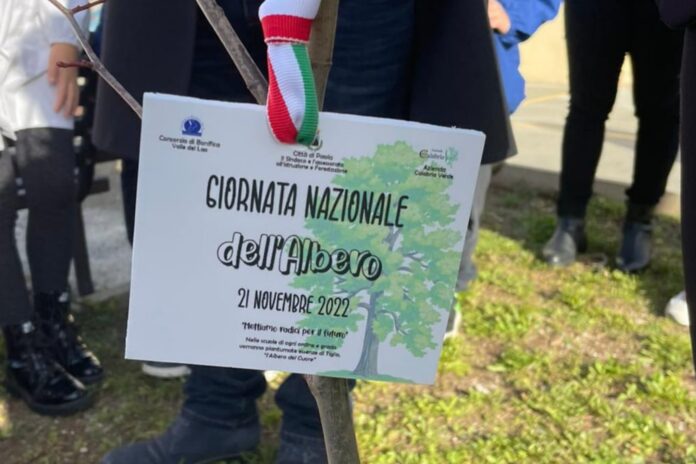 Consorzio di Bonifica
Valle del Lao
Città di Paola
Il Sindaco e l'assessorato
all'Istruzione e Forestazione
Calabria
Azienda
Calabria Verde
GIORNATA NAZIONALE
dell'Albero
21 NOVEMBRE 2022
"Mettiamo radici per il futuro"
Nelle scuole di ogni ordine e grado
verranno piantumate essenze di Tiglio,
"l'Albero del Cuore"